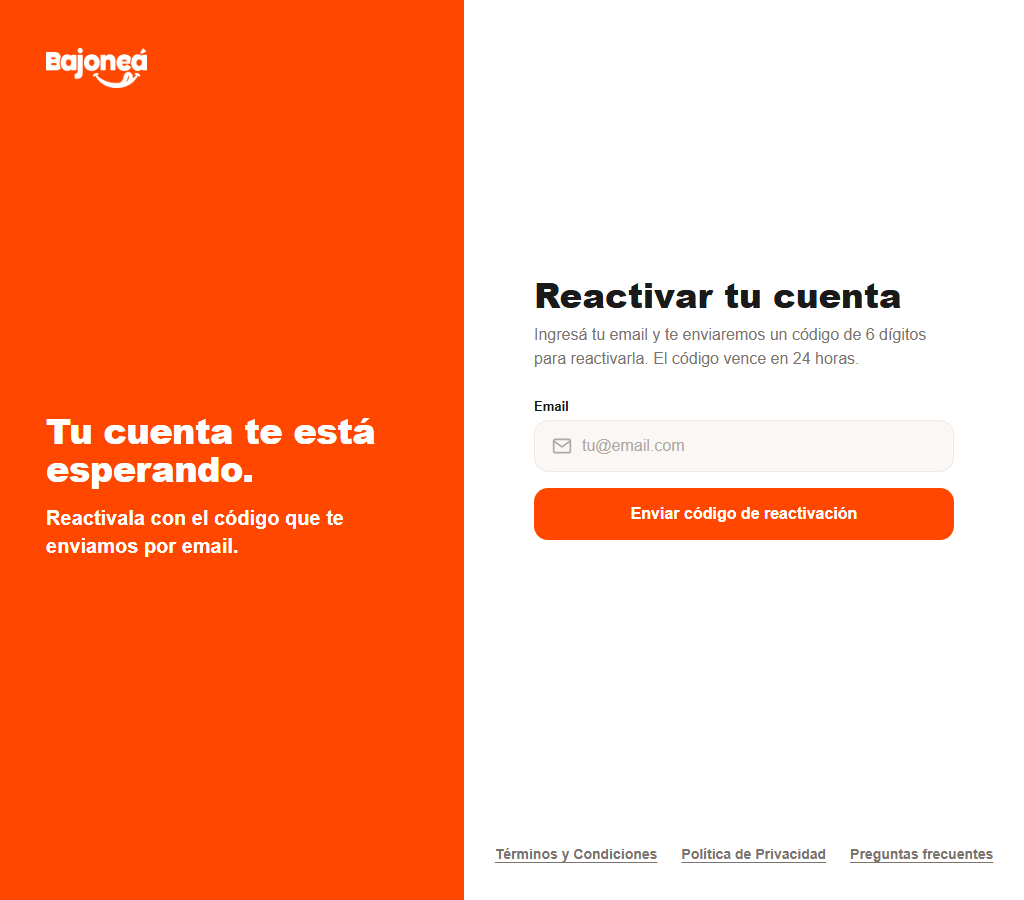 Bajoneá
Tu cuenta te está
esperando.
Reactivala con el código que te
enviamos por email.
Reactivar tu cuenta
Ingresá tu email y te enviaremos un código de 6 dígitos
para reactivarla. El código vence en 24 horas.
Email
tu@email.com
Enviar código de reactivación
Términos y Condiciones Política de Privacidad Preguntas frecuentes